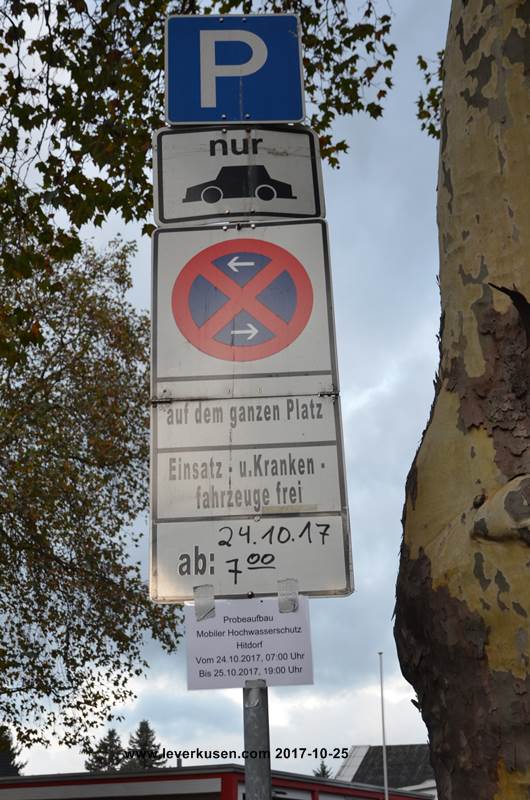 P
nur
auf dem ganzen Platz
Einsatz - u.Kranken -
fahrzeuge frei
24.10.17
ab: 7 00
Probeaufbau
Mobiler Hochwasserschutz
Hitdorf
Vom 24.10.2017, 07:00 Uhr
Bis 25.10.2017, 19:00 Uhr
www.leverkusen.com 2017-10-25